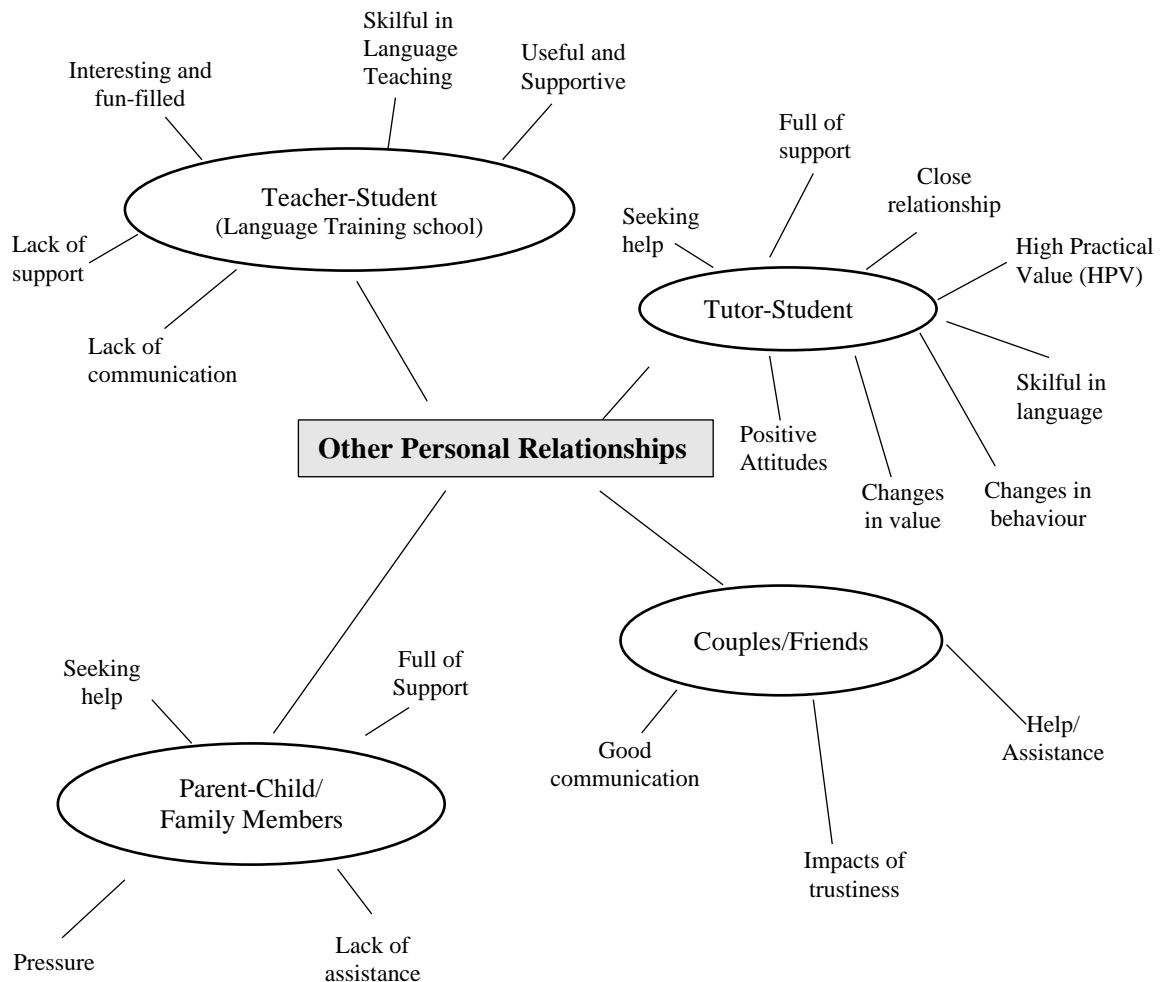 Skilful in
Language
Teaching
Useful and
Supportive
Interesting and
fun-filled
Teacher-Student
(Language Training school)
Lack of
support
Lack of
communication
Full of
support
Close
relationship
Seeking
help
High Practical
Value (HPV)
Tutor-Student
Skilful in
language
Positive
Attitudes
Changes
in value
Changes in
behaviour
Other Personal Relationships
Couples/Friends
Good
communication
Help/
Assistance
Impacts of
trustiness
Seeking
help
Full of
Support
Parent-Child/
Family Members
Pressure
Lack of
assistance